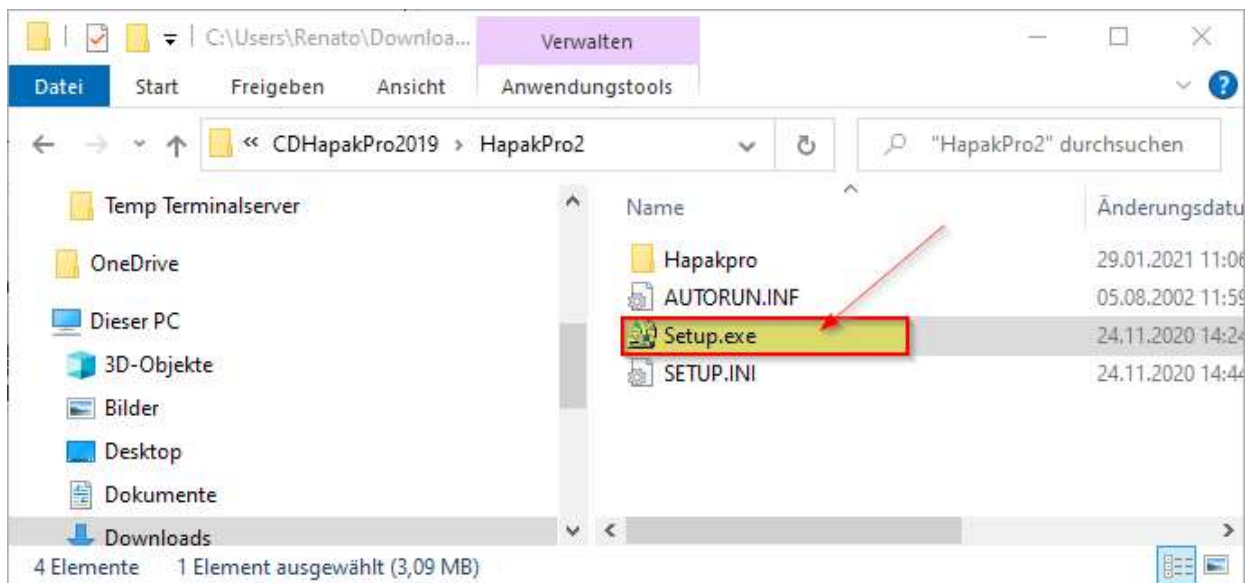 C:\Users\Renato\Downloa...
Verwalten
Datei Start Freigeben Ansicht Anwendungstools
« CDHapakPro2019 › HapakPro2
"HapakPro2" durchsuchen
Temp Terminalserver
OneDrive
Dieser PC
3D-Objekte
Bilder
Desktop
Dokumente
Downloads
Name Änderungsdatu
Hapakpro 29.01.2021 11:06
AUTORUN.INF 05.08.2002 11:59
Setup.exe 24.11.2020 14:24
SETUP.INI 24.11.2020 14:44
4 Elemente 1 Element ausgewählt (3,09 MB)